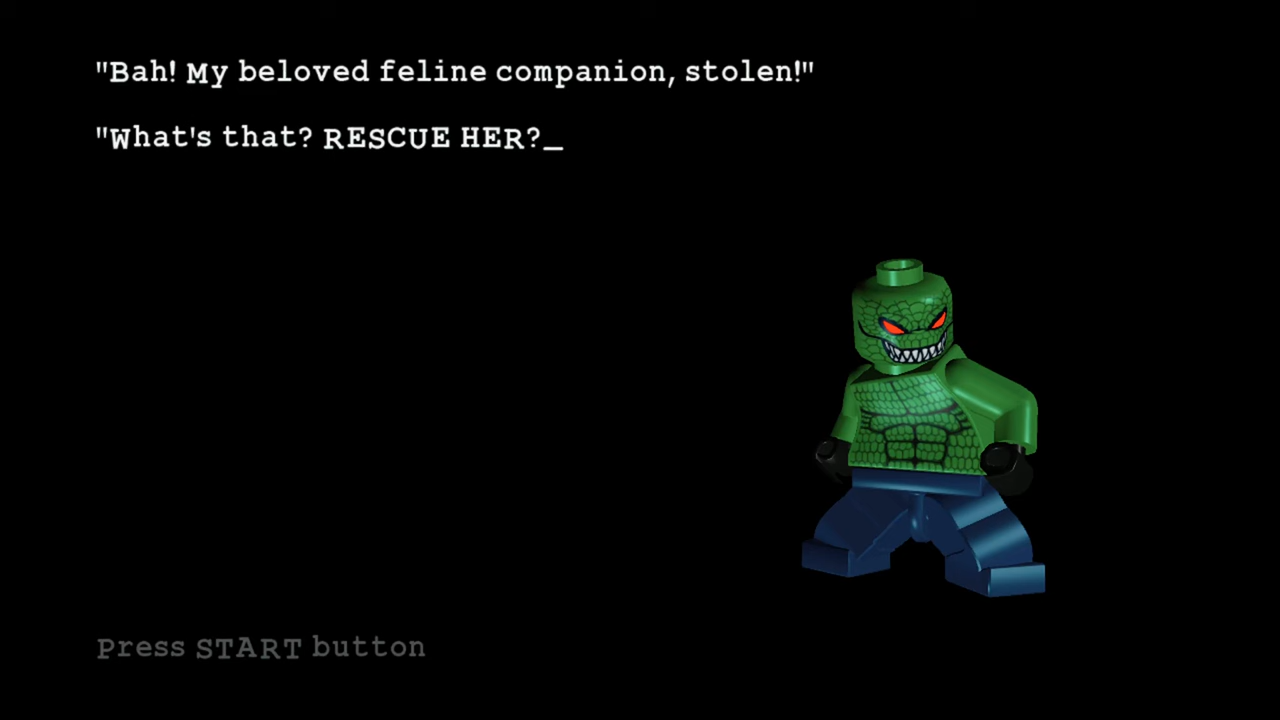 "Bah! My beloved feline companion, stolen!"
"What's that? RESCUE HER?_
Press START button